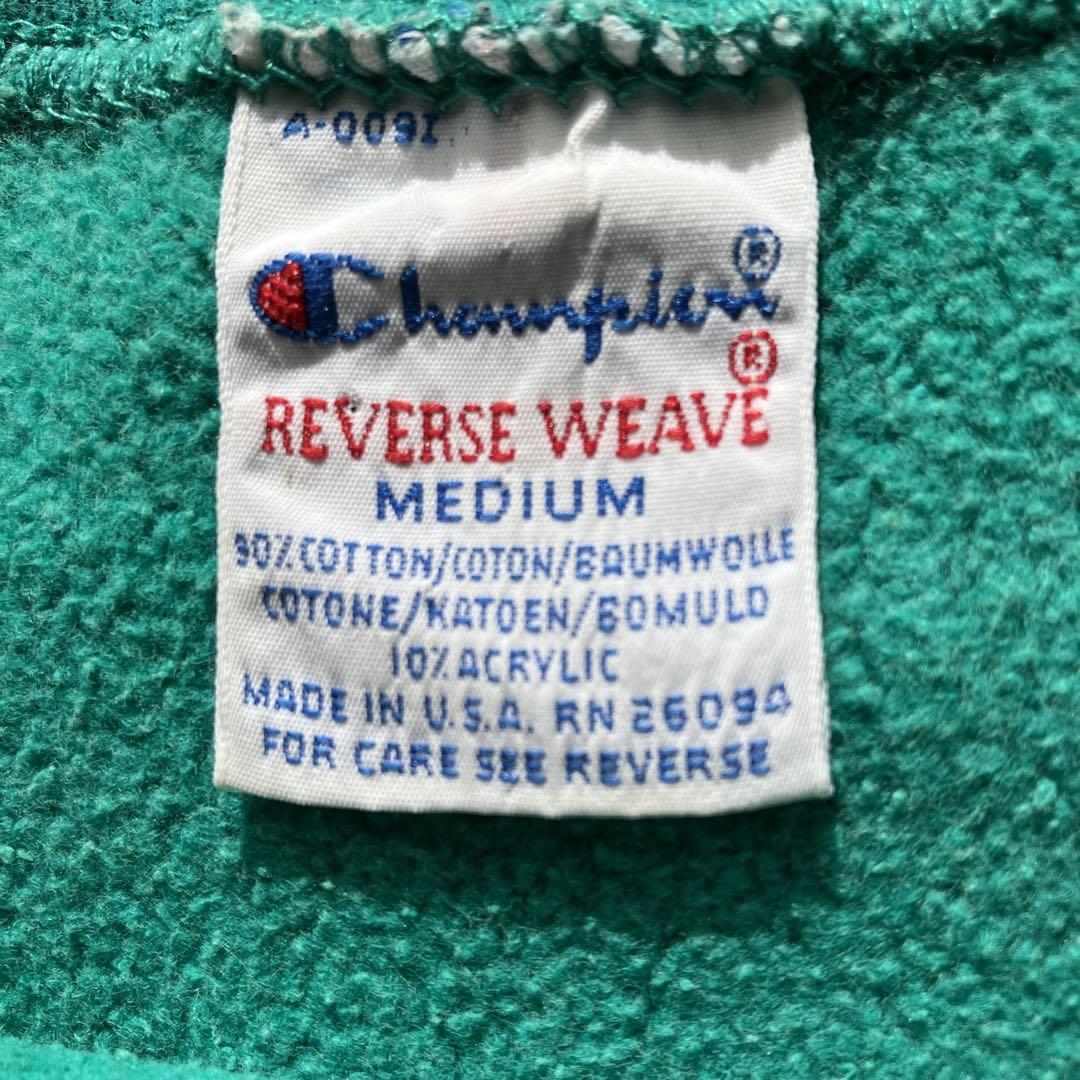 A-009I
Champion®
REVERSE WEAVE®
MEDIUM
90% COTTON/COTON/BAUMWOLLE
COTONE/KATOEN/BOMULD
10% ACRYLIC
MADE IN U.S.A. RN 26094
FOR CARE SEE REVERSE